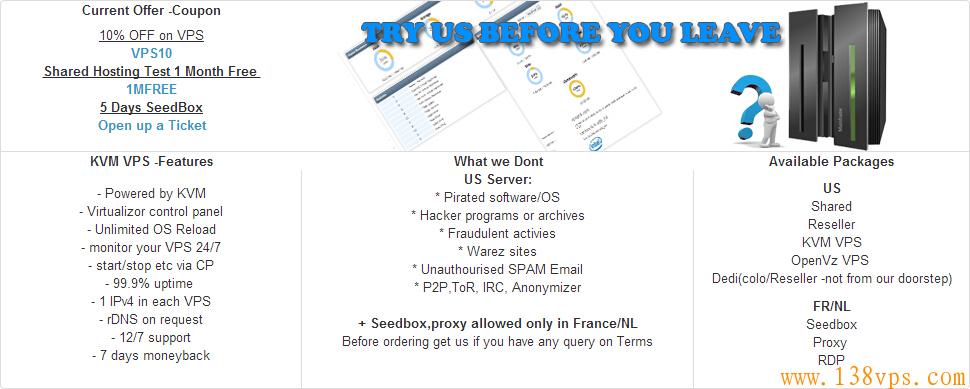 Current Offer -Coupon
10% OFF on VPS
VPS10
Shared Hosting Test 1 Month Free
1MFREE
5 Days SeedBox
Open up a Ticket
TRY US BEFORE YOU LEAVE
KVM VPS -Features
- Powered by KVM
- Virtualizor control panel
- Unlimited OS Reload
- monitor your VPS 24/7
- start/stop etc via CP
- 99.9% uptime
- 1 IPv4 in each VPS
- rDNS on request
- 12/7 support
- 7 days moneyback
What we Dont
US Server:
* Pirated software/OS
* Hacker programs or archives
* Fraudulent activies
* Warez sites
* Unauthourised SPAM Email
* P2P,ToR, IRC, Anonymizer
+ Seedbox,proxy allowed only in France/NL
Before ordering get us if you have any query on Terms
Available Packages
US
Shared
Reseller
KVM VPS
OpenVz VPS
Dedi(colo/Reseller -not from our doorstep)
FR/NL
Seedbox
Proxy
RDP
www.138vps.com